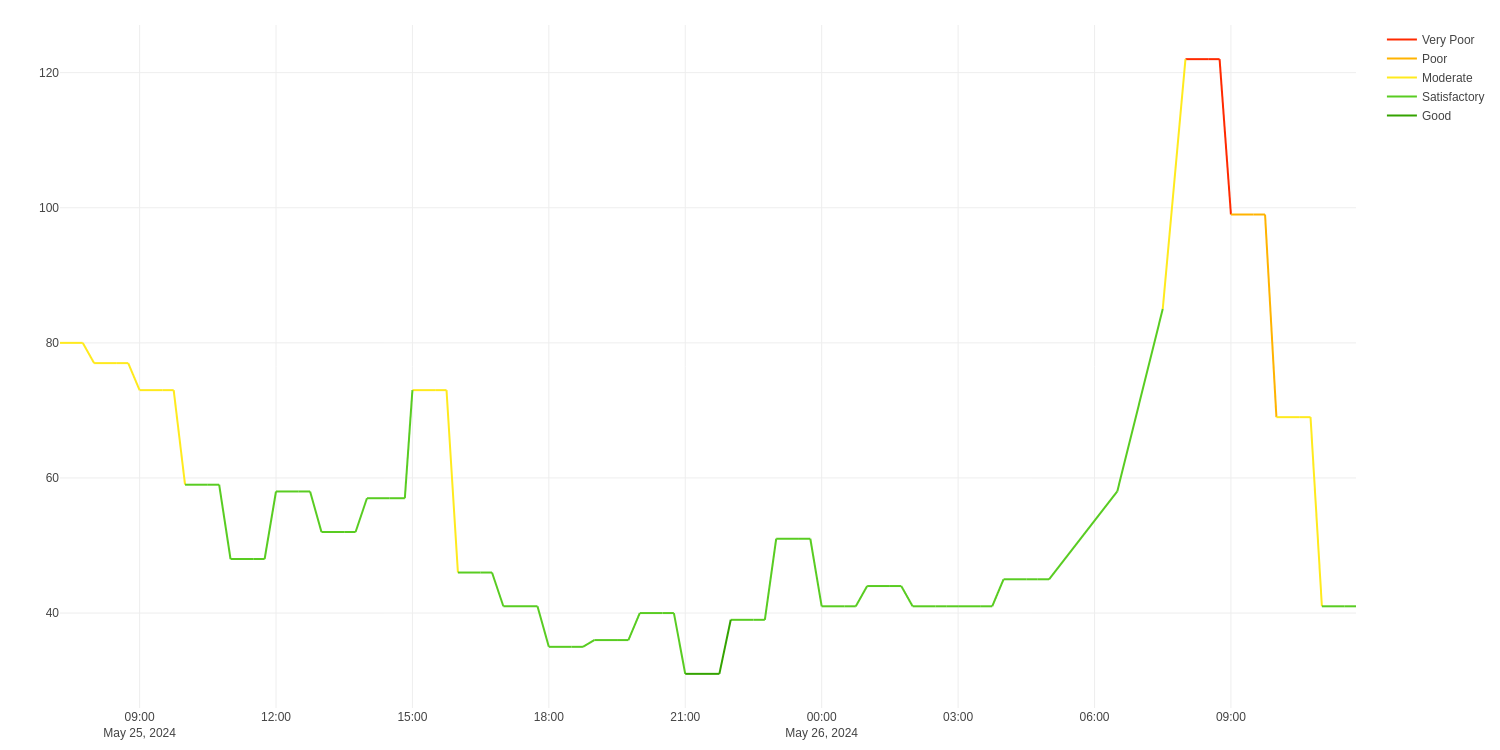 120
100
80
60
40
09:00
May 25, 2024
12:00
15:00
18:00
21:00
00:00
May 26, 2024
03:00
06:00
09:00
Very Poor
Poor
Moderate
Satisfactory
Good